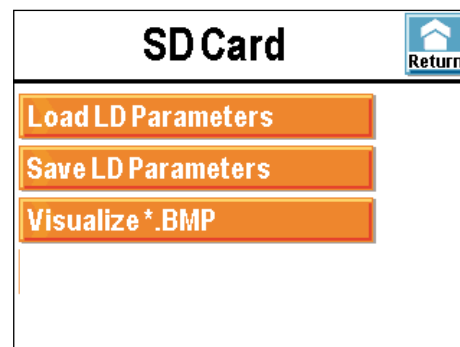 SD Card
Return
Load LD Parameters
Save LD Parameters
Visualize *.BMP